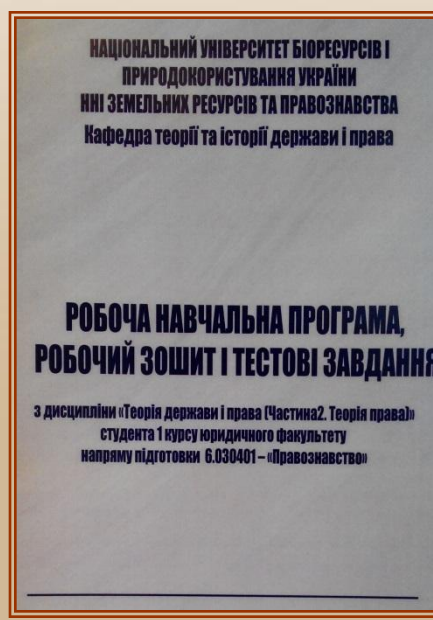 НАЦІОНАЛЬНИЙ УНІВЕРСИТЕТ БІОРЕСУРСІВ І
ПРИРОДОКОРИСТУВАННЯ УКРАЇНИ
ННІ ЗЕМЕЛЬНИХ РЕСУРСІВ ТА ПРАВОЗНАВСТВА
Кафедра теорії та історії держави і права
РОБОЧА НАВЧАЛЬНА ПРОГРАМА,
РОБОЧИЙ ЗОШИТ І ТЕСТОВІ ЗАВДАННЯ
з дисципліни «Теорія держави і права (Частина2. Теорія права)»
студента 1 курсу юридичного факультету
напряму підготовки 6.030401 – «Правознавство»